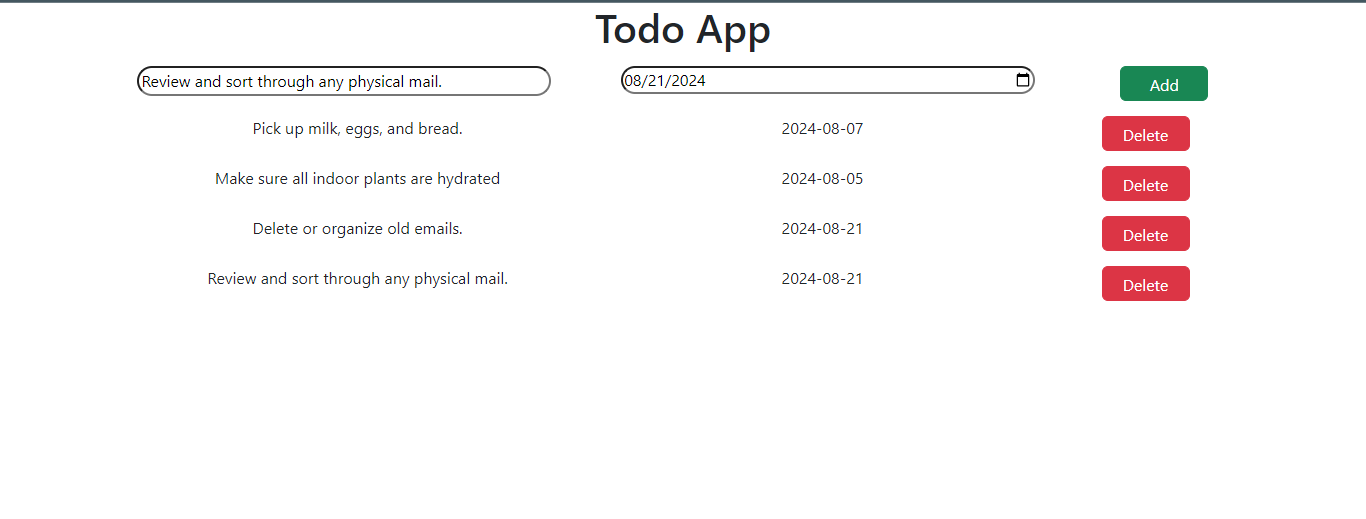 Todo App
Review and sort through any physical mail. 08/21/2024 Add
Pick up milk, eggs, and bread. 2024-08-07 Delete
Make sure all indoor plants are hydrated 2024-08-05 Delete
Delete or organize old emails. 2024-08-21 Delete
Review and sort through any physical mail. 2024-08-21 Delete